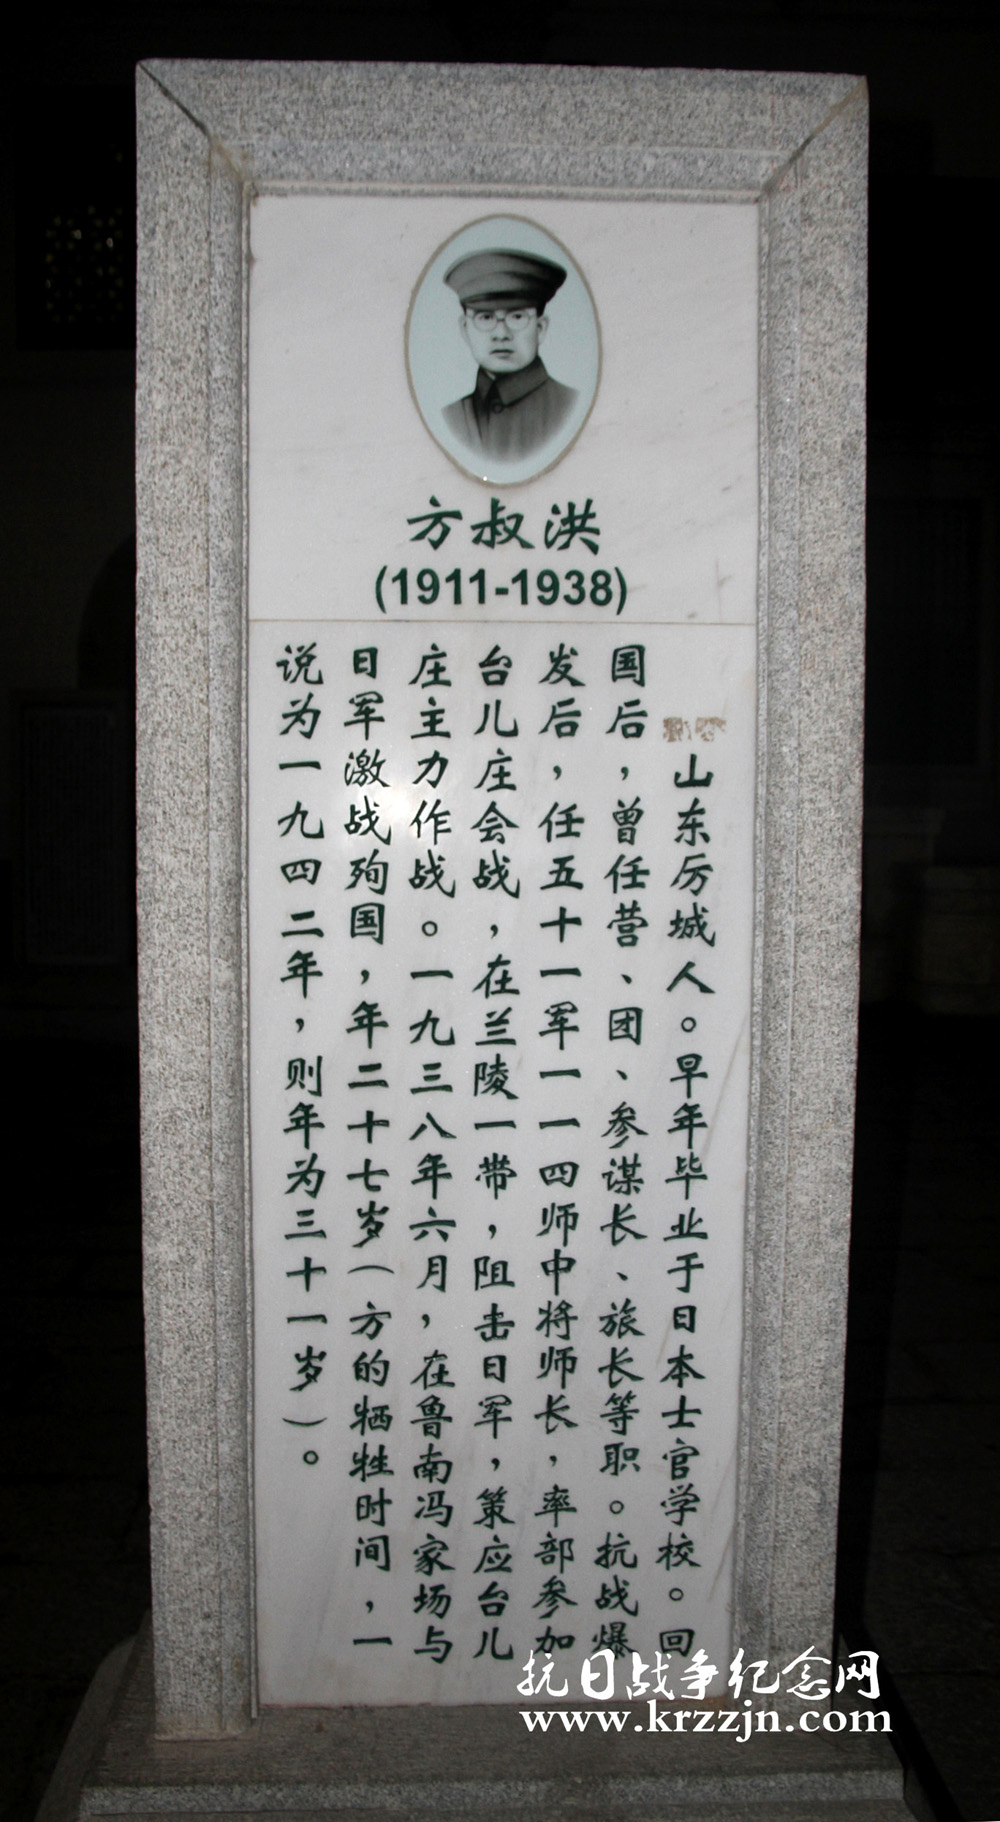 方叔洪
(1911-1938)
山东厉城人。早年毕业于日本士官学校。回
国后，曾任营、团、参谋长、旅长等职。抗战爆
发后，任五十一军一一四师中将师长，率部参加
台儿庄会战，在兰陵一带，阻击日军，策应台儿
庄主力作战。一九三八年六月，在鲁南冯家场与
日军激战殉国，年二十七岁（方的牺牲时间，一
说为一九四二年，则年为三十一岁）。
抗日战争纪念网
www.krzzjn.com